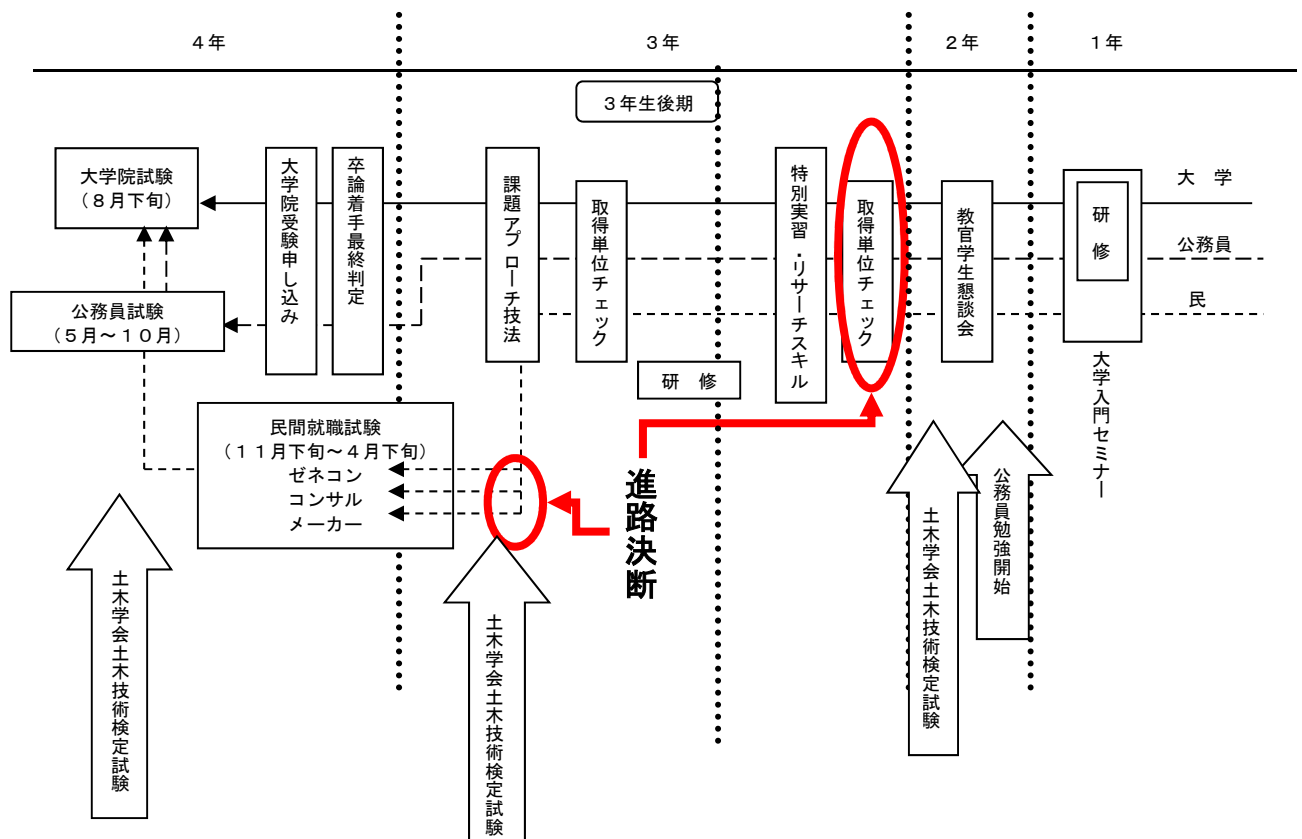 ４年
３年
２年
１年
３年生後期
大学院試験
（８月下旬）
大学院受験申し込み
卒論着手最終判定
課題アプローチ技法
取得単位チェック
特別実習・リサーチスキル
取得単位チェック
教官学生懇談会
研修
大学入門セミナー
大　学
公務員
民
公務員試験
（５月～１０月）
研　修
民間就職試験
（１１月下旬～４月下旬）
ゼネコン
コンサル
メーカー
進路決断
土木学会土木技術検定試験
土木学会土木技術検定試験
土木学会土木技術検定試験
公務員勉強開始